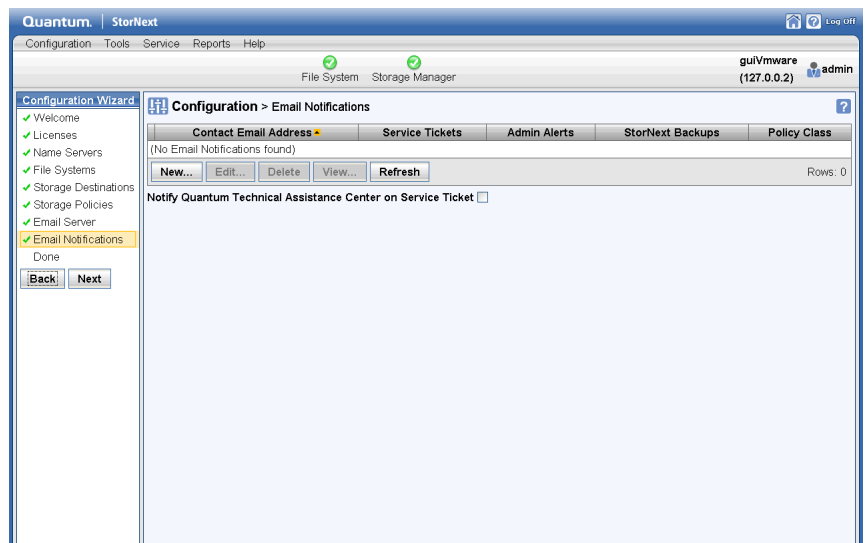 Quantum. StorNext
Log Off
Configuration Tools Service Reports Help
File System Storage Manager
guiVmware
(127.0.0.2)
admin
Configuration Wizard
Welcome
Licenses
Name Servers
File Systems
Storage Destinations
Storage Policies
Email Server
Email Notifications
Done
Back Next
Configuration > Email Notifications
?
Contact Email Address Service Tickets Admin Alerts StorNext Backups Policy Class
(No Email Notifications found)
New... Edit... Delete View... Refresh Rows: 0
Notify Quantum Technical Assistance Center on Service Ticket